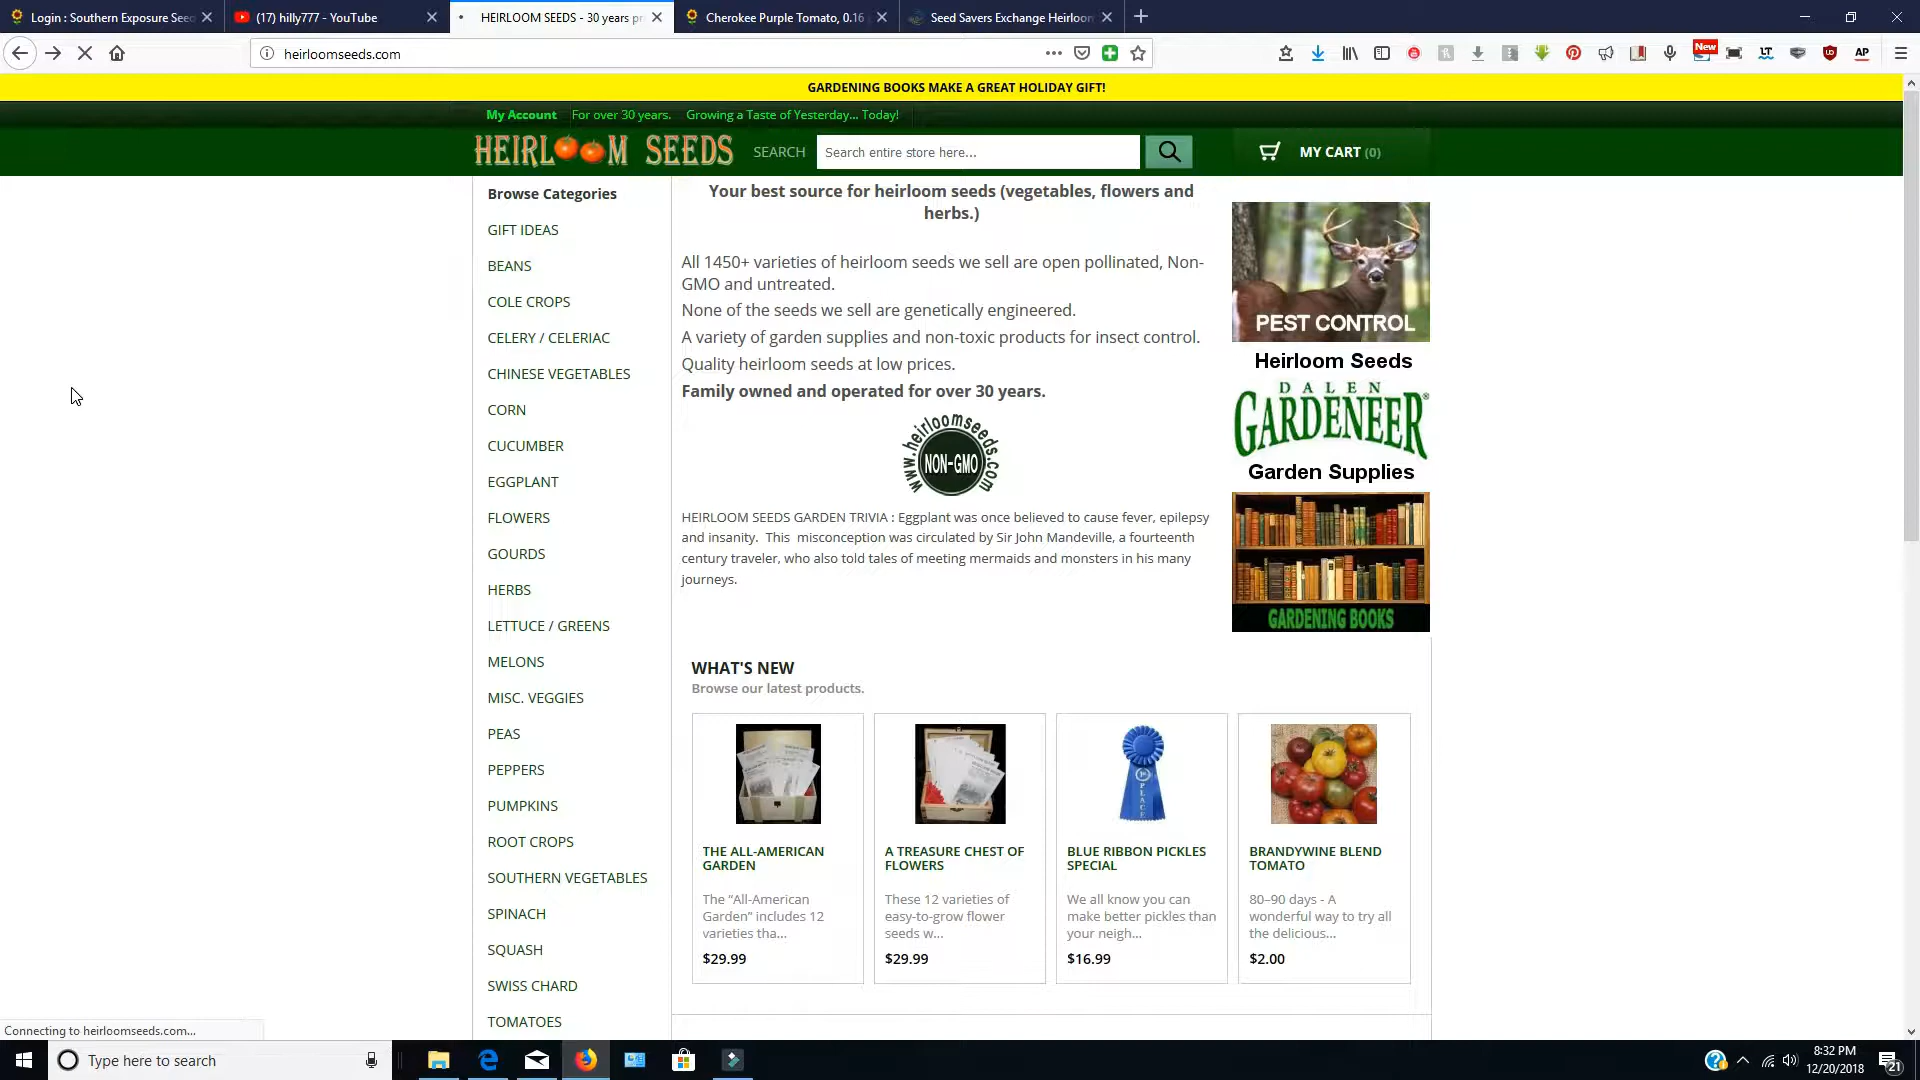 Login : Southern Exposure See
(17) hilly777 - YouTube
HEIRLOOM SEEDS - 30 years pr
Cherokee Purple Tomato, 0.16
Seed Savers Exchange Heirloom
heirloomseeds.com
New
AP
GARDENING BOOKS MAKE A GREAT HOLIDAY GIFT!
My Account
For over 30 years.
Growing a Taste of Yesterday... Today!
HEIRLOOM SEEDS
SEARCH
Search entire store here...
MY CART (0)
Browse Categories
GIFT IDEAS
BEANS
COLE CROPS
CELERY / CELERIAC
CHINESE VEGETABLES
CORN
CUCUMBER
EGGPLANT
FLOWERS
GOURDS
HERBS
LETTUCE / GREENS
MELONS
MISC. VEGGIES
PEAS
PEPPERS
PUMPKINS
ROOT CROPS
SOUTHERN VEGETABLES
SPINACH
SQUASH
SWISS CHARD
TOMATOES
Your best source for heirloom seeds (vegetables, flowers and
herbs.)
All 1450+ varieties of heirloom seeds we sell are open pollinated, Non-
GMO and untreated.
None of the seeds we sell are genetically engineered.
A variety of garden supplies and non-toxic products for insect control.
Quality heirloom seeds at low prices.
Family owned and operated for over 30 years.
www.heirloomseeds.com
NON-GMO
HEIRLOOM SEEDS GARDEN TRIVIA : Eggplant was once believed to cause fever, epilepsy
and insanity.  This  misconception was circulated by Sir John Mandeville, a fourteenth
century traveler, who also told tales of meeting mermaids and monsters in his many
journeys.
PEST CONTROL
Heirloom Seeds
DALEN
GARDENEER®
Garden Supplies
GARDENING BOOKS
WHAT'S NEW
Browse our latest products.
THE ALL-AMERICAN
GARDEN
The “All-American
Garden” includes 12
varieties tha...
$29.99
A TREASURE CHEST OF
FLOWERS
These 12 varieties of
easy-to-grow flower
seeds w...
$29.99
1st
PLACE
BLUE RIBBON PICKLES
SPECIAL
We all know you can
make better pickles than
your neigh...
$16.99
BRANDYWINE BLEND
TOMATO
80–90 days - A
wonderful way to try all
the delicious...
$2.00
Connecting to heirloomseeds.com...
Type here to search
8:32 PM
12/20/2018
21